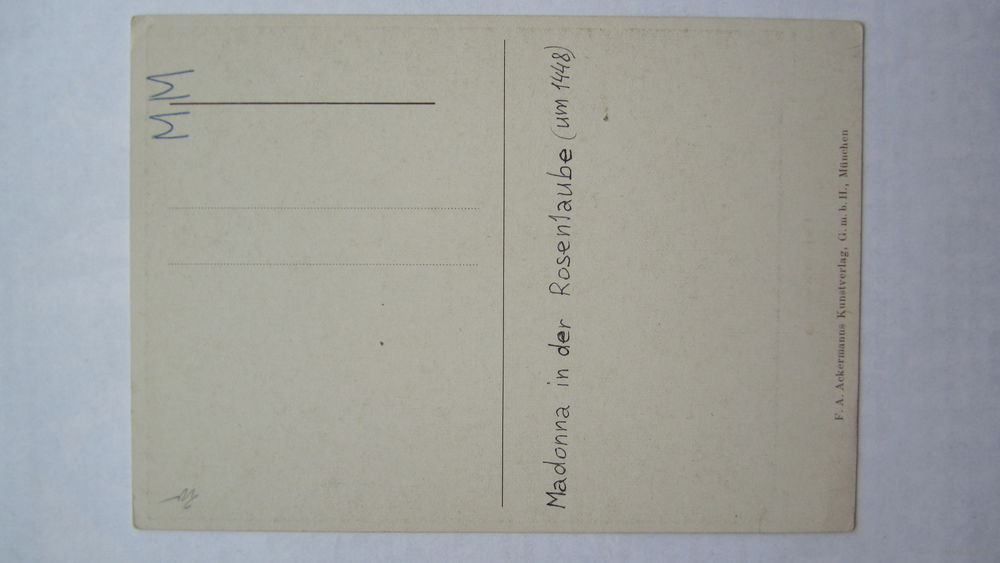 MM
Madonna in der Rosenlaube (um 1448)
F. A. Ackermanns Kunstverlag, G. m. b. H., München